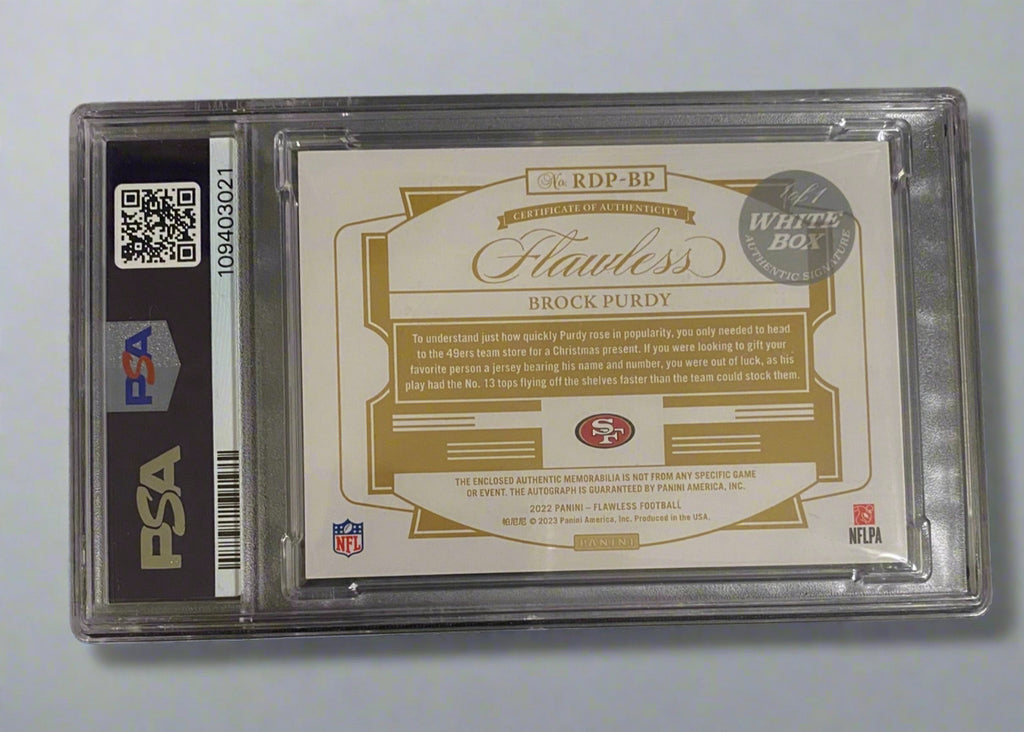 109403021
PSA
PSA
No. RDP-BP
CERTIFICATE OF AUTHENTICITY
Flawless
BROCK PURDY
1 of 1
WHITE
BOX
AUTHENTIC SIGNATURE
To understand just how quickly Purdy rose in popularity, you only needed to head
to the 49ers team store for a Christmas present. If you were looking to gift your
favorite person a jersey bearing his name and number, you were out of luck, as his
play had the No. 13 tops flying off the shelves faster than the team could stock them.
SF
THE ENCLOSED AUTHENTIC MEMORABILIA IS NOT FROM ANY SPECIFIC GAME
OR EVENT. THE AUTOGRAPH IS GUARANTEED BY PANINI AMERICA, INC.
2022 PANINI – FLAWLESS FOOTBALL
帕尼尼 © 2023 Panini America, Inc. Produced in the USA.
PANINI
NFL
NFLPA